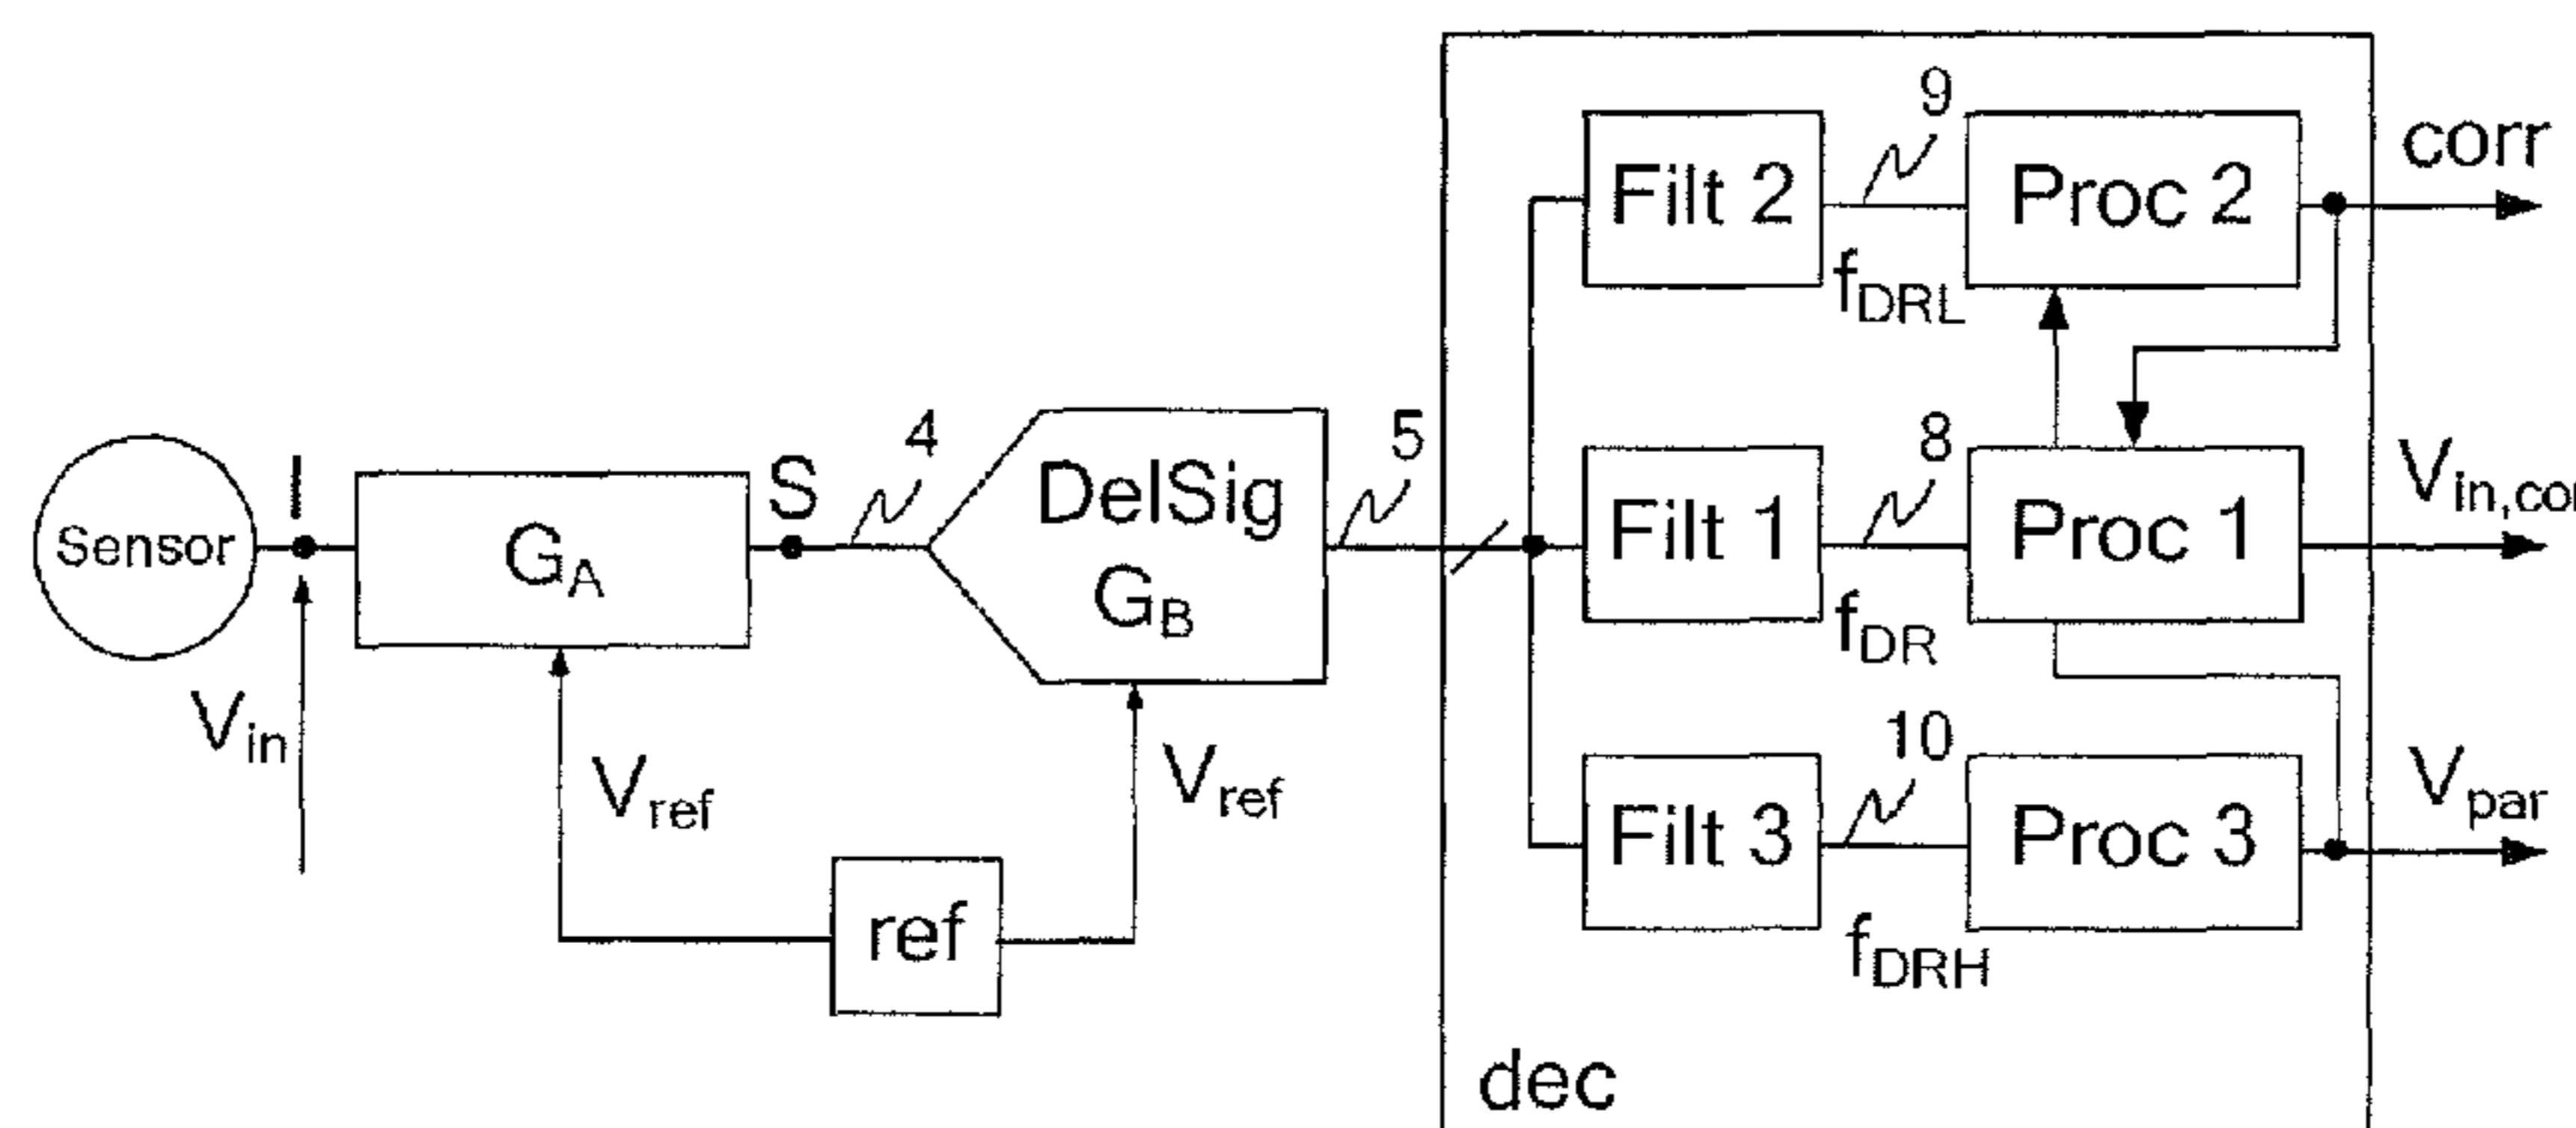 9
corr
Filt 2
Proc 2
fDRL
4
5
8
Sensor
I
GA
S
DelSig
GB
Filt 1
Proc 1
Vin,cor
fDR
Vin
Vref
Vref
10
Vpar
ref
Filt 3
Proc 3
fDRH
dec